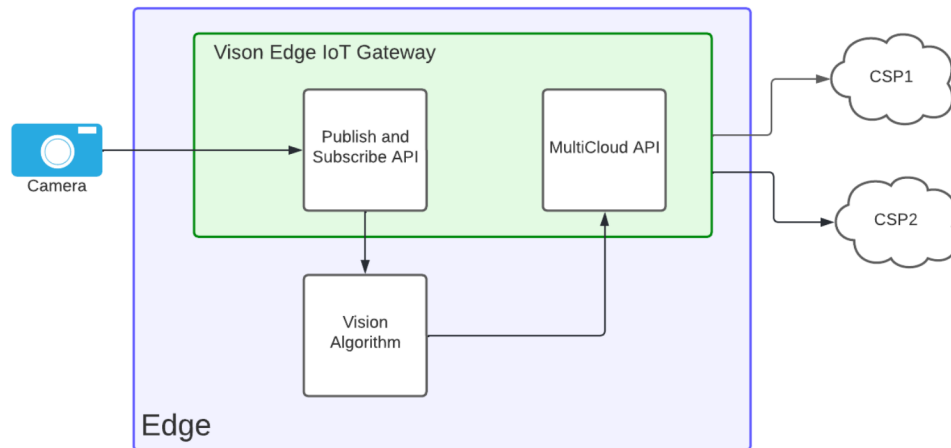 Vison Edge IoT Gateway
Publish and
Subscribe API
MultiCloud API
CSP1
Camera
CSP2
Vision
Algorithm
Edge